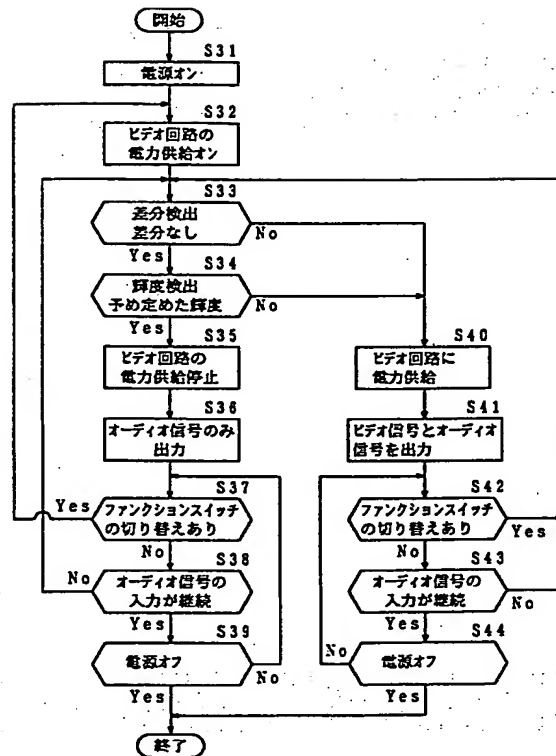 開始
S31
電源オン
S32
ビデオ回路の
電力供給オン
S33
差分検出
差分なし
No
Yes
S34
輝度検出
予め定めた輝度
No
Yes
S35
ビデオ回路の
電力供給停止
S36
オーディオ信号のみ
出力
S37
Yes
ファンクションスイッチ
の切り替えあり
No
S38
No
オーディオ信号の
入力が継続
Yes
S39
電源オフ
No
Yes
S40
ビデオ回路に
電力供給
S41
ビデオ信号とオーディオ
信号を出力
S42
ファンクションスイッチ
の切り替えあり
Yes
No
S43
オーディオ信号の
入力が継続
No
Yes
S44
No
電源オフ
Yes
終了